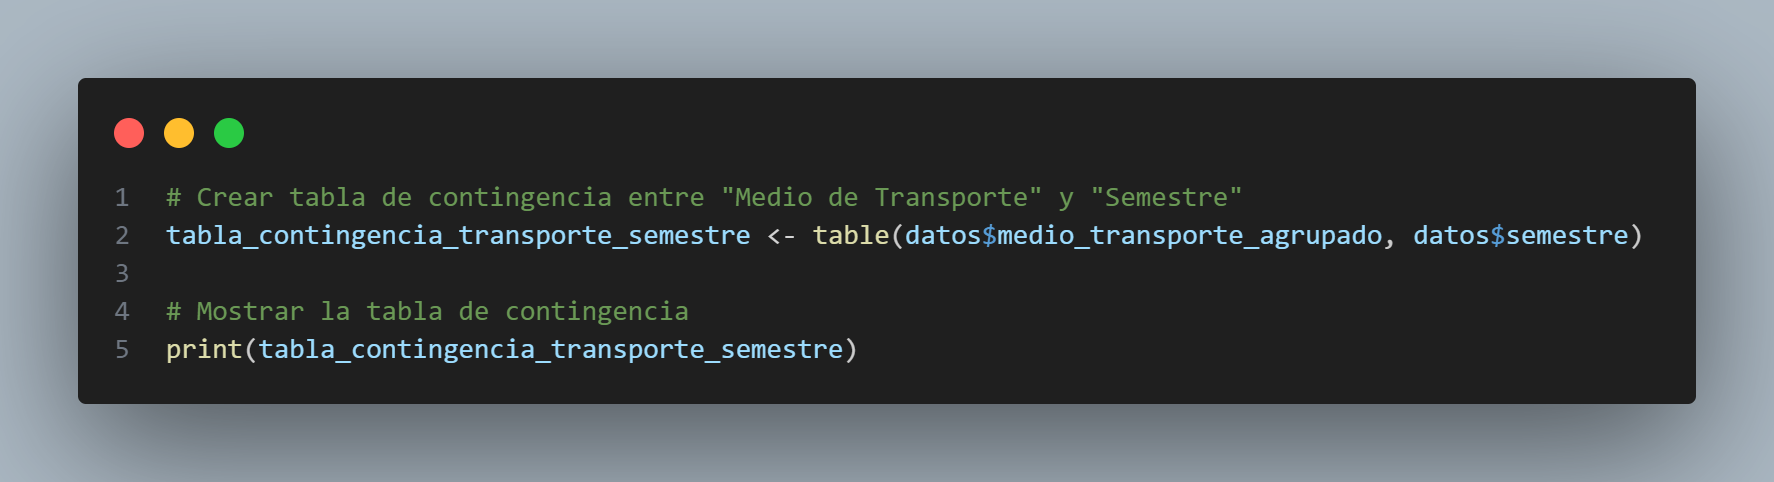 1 # Crear tabla de contingencia entre "Medio de Transporte" y "Semestre"
2 tabla_contingencia_transporte_semestre <- table(datos$medio_transporte_agrupado, datos$semestre)
3
4 # Mostrar la tabla de contingencia
5 print(tabla_contingencia_transporte_semestre)